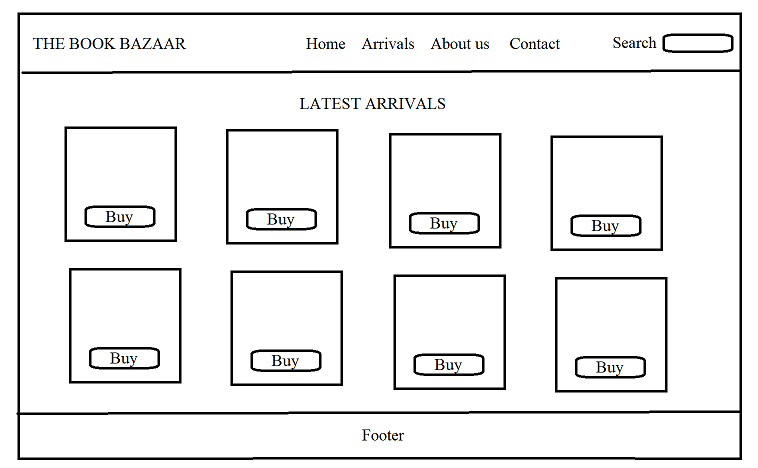 THE BOOK BAZAAR Home Arrivals About us Contact Search
LATEST ARRIVALS
Buy Buy Buy Buy
Buy Buy Buy Buy
Footer